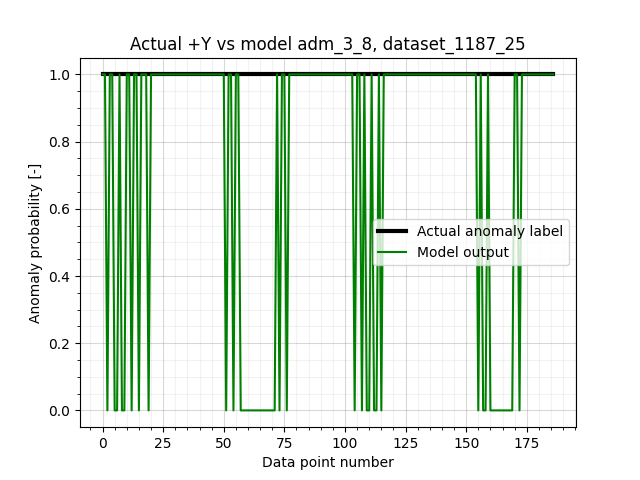 Actual +Y vs model adm_3_8, dataset_1187_25
Anomaly probability [-]
1.0
0.8
0.6
0.4
0.2
0.0
Actual anomaly label
Model output
0 25 50 75 100 125 150 175
Data point number